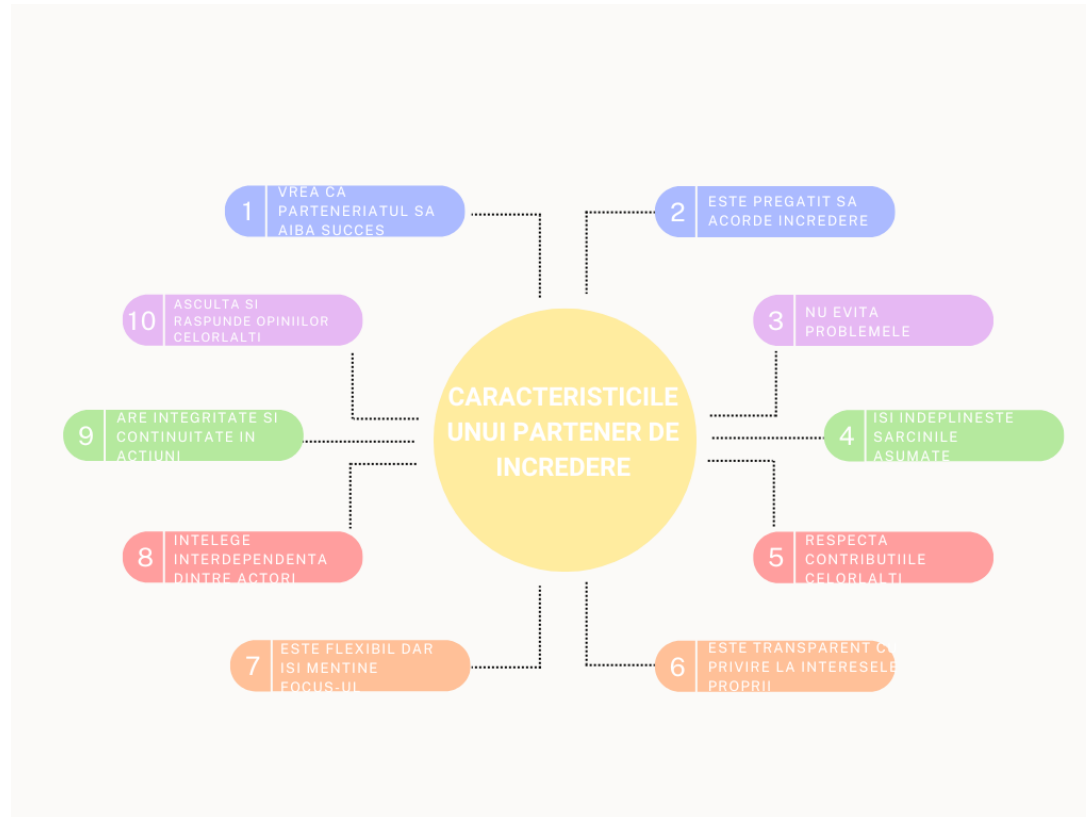 CARACTERISTICILE
UNUI PARTENER DE
INCREDERE
1
VREA CA
PARTENERIATUL SA
AIBA SUCCES
2
ESTE PREGATIT SA
ACORDE INCREDERE
3
NU EVITA
PROBLEMELE
4
ISI INDEPLINESTE
SARCINILE
ASUMATE
5
RESPECTA
CONTRIBUTIILE
CELORLALTI
6
ESTE TRANSPARENT CU
PRIVIRE LA INTERESELE
PROPRII
7
ESTE FLEXIBIL DAR
ISI MENTINE
FOCUS-UL
8
INTELEGE
INTERDEPENDENTA
DINTRE ACTORI
9
ARE INTEGRITATE SI
CONTINUITATE IN
ACTIUNI
10
ASCULTA SI
RASPUNDE OPINIILOR
CELORLALTI